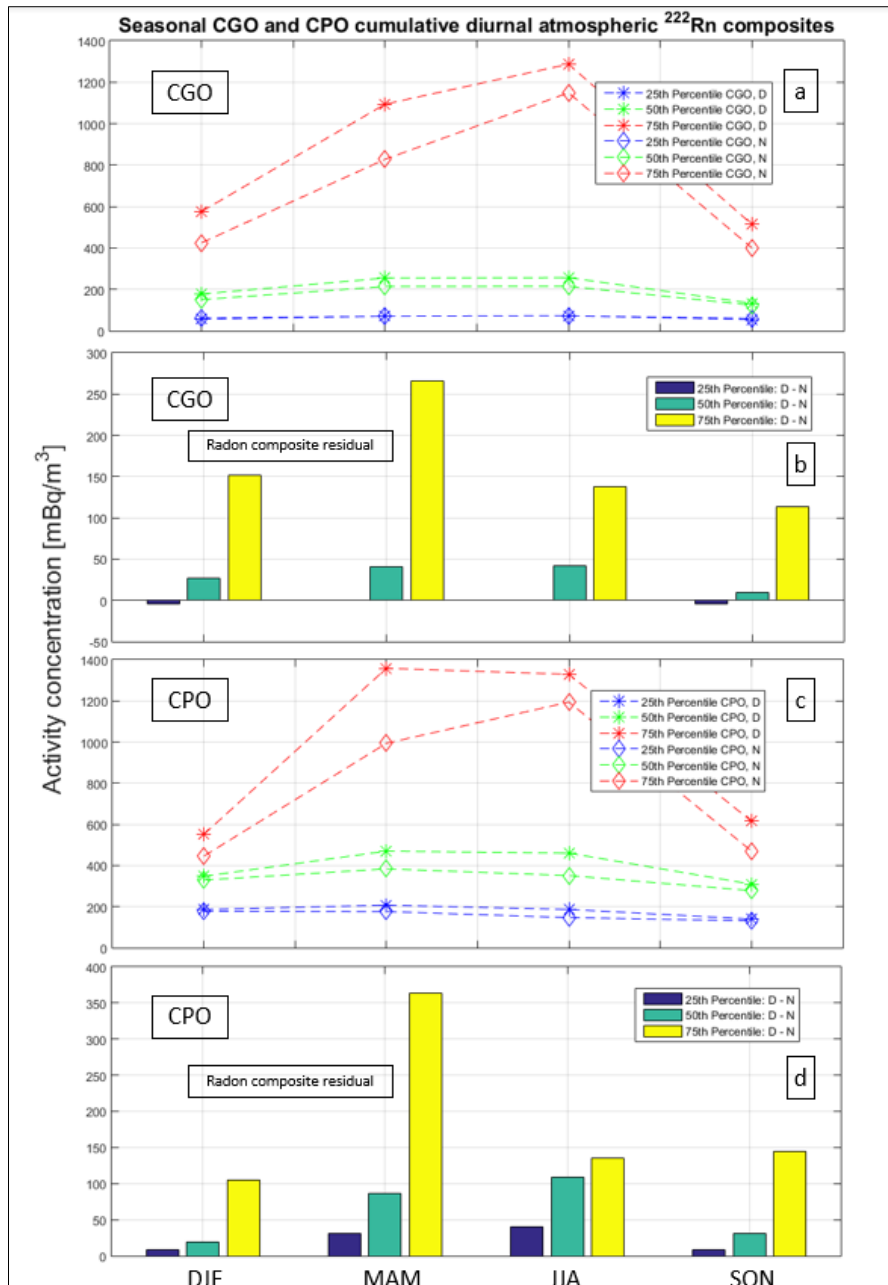 Seasonal CGO and CPO cumulative diurnal atmospheric ²²²Rn composites
Activity concentration [mBq/m³]
1400
1200
1000
800
600
400
200
0
CGO
a
25th Percentile CGO, D
50th Percentile CGO, D
75th Percentile CGO, D
25th Percentile CGO, N
50th Percentile CGO, N
75th Percentile CGO, N
300
250
200
150
100
50
0
-50
CGO
Radon composite residual
b
25th Percentile: D - N
50th Percentile: D - N
75th Percentile: D - N
1400
1200
1000
800
600
400
200
0
CPO
c
25th Percentile CPO, D
50th Percentile CPO, D
75th Percentile CPO, D
25th Percentile CPO, N
50th Percentile CPO, N
75th Percentile CPO, N
400
350
300
250
200
150
100
50
0
CPO
Radon composite residual
d
25th Percentile: D - N
50th Percentile: D - N
75th Percentile: D - N
DJF MAM JJA SON